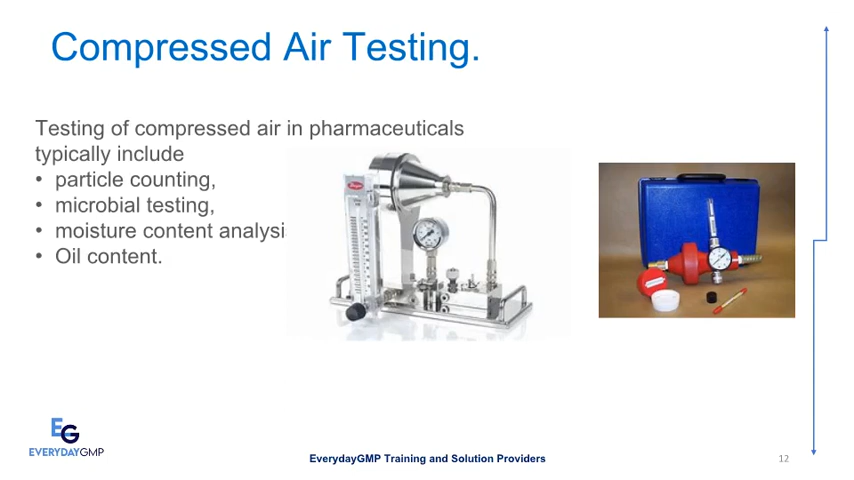 Compressed Air Testing.
Testing of compressed air in pharmaceuticals
typically include
• particle counting,
• microbial testing,
• moisture content analysi
• Oil content.
EG
EVERYDAYGMP
EverydayGMP Training and Solution Providers
12